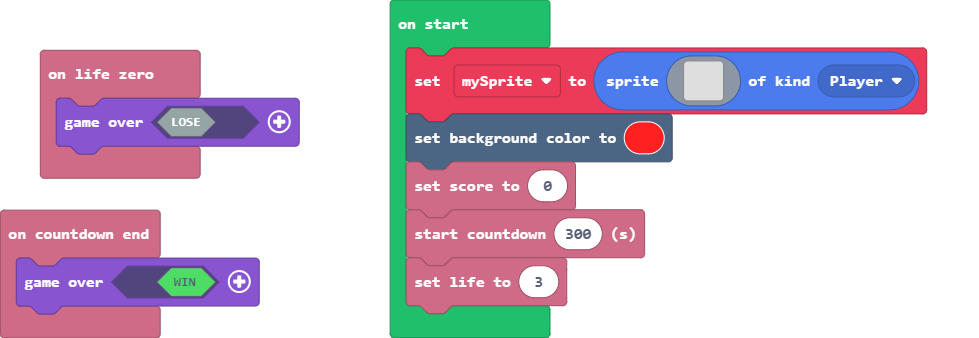 on life zero
game over LOSE
on countdown end
game over WIN
on start
set mySprite to sprite of kind Player
set background color to
set score to 0
start countdown 300 (s)
set life to 3